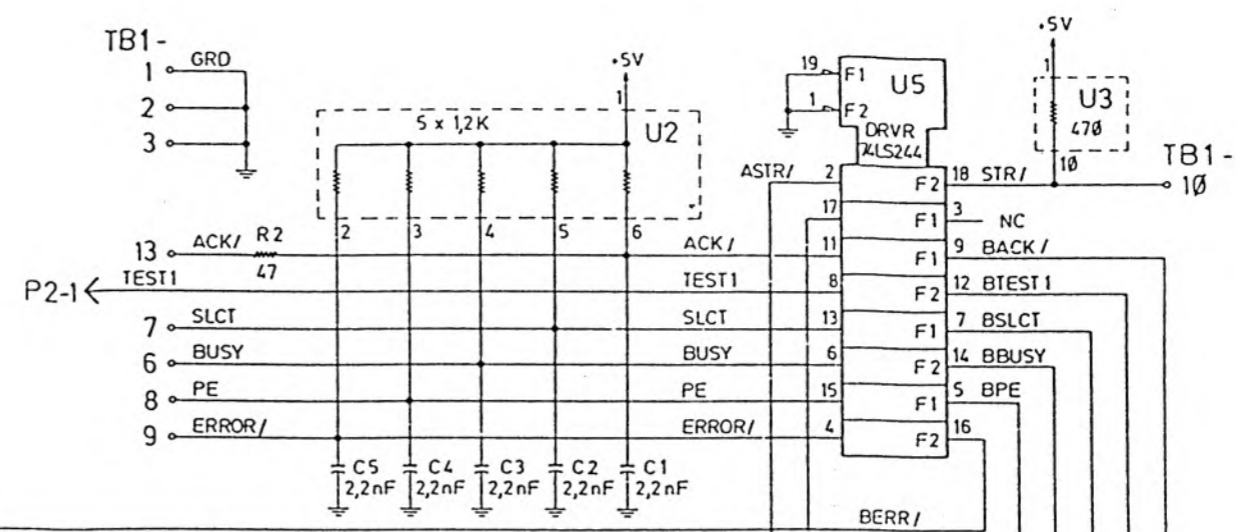 TB1-
1 GRD
2
3
+5V
1
5 x 1,2K
U2
2 3 4 5 6
19 F1
1 F2
U5
DRVR
74LS244
+5V
1
U3
470
10
TB1-
10
ASTR/ 2 F2 18 STR/
17 F1 3 NC
13 ACK/ R2 47 ACK/ 11 F1 9 BACK/
P2-1 TEST1 TEST1 8 F2 12 BTEST1
7 SLCT SLCT 13 F1 7 BSLCT
6 BUSY BUSY 6 F2 14 BBUSY
8 PE PE 15 F1 5 BPE
9 ERROR/ ERROR/ 4 F2 16
C5 C4 C3 C2 C1
2,2nF 2,2nF 2,2nF 2,2nF 2,2nF
BERR/